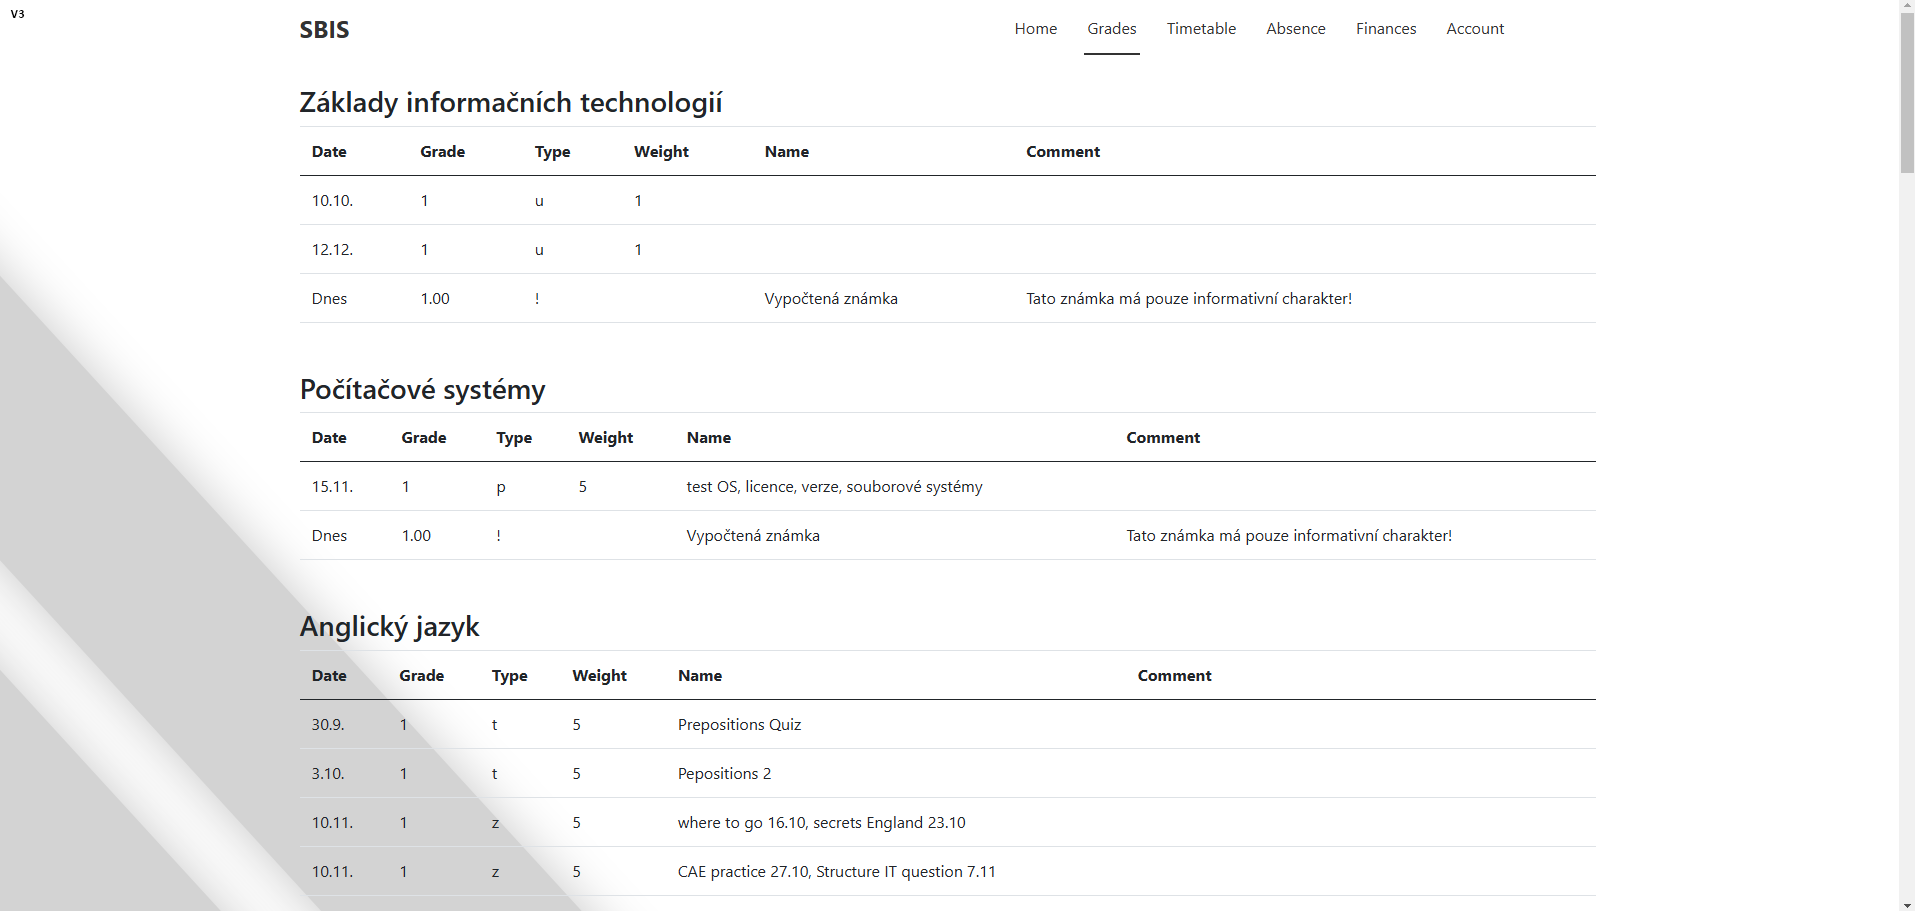 V3
SBIS Home Grades Timetable Absence Finances Account
Základy informačních technologií
Date Grade Type Weight Name Comment
10.10. 1 u 1
12.12. 1 u 1
Dnes 1.00 ! Vypočtená známka Tato známka má pouze informativní charakter!
Počítačové systémy
Date Grade Type Weight Name Comment
15.11. 1 p 5 test OS, licence, verze, souborové systémy
Dnes 1.00 ! Vypočtená známka Tato známka má pouze informativní charakter!
Anglický jazyk
Date Grade Type Weight Name Comment
30.9. 1 t 5 Prepositions Quiz
3.10. 1 t 5 Pepositions 2
10.11. 1 z 5 where to go 16.10, secrets England 23.10
10.11. 1 z 5 CAE practice 27.10, Structure IT question 7.11